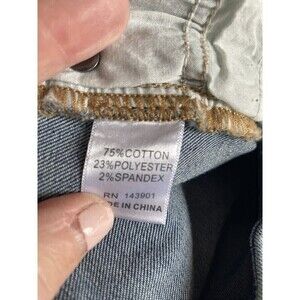 75%COTTON
23%POLYESTER
2%SPANDEX
RN 143901
DE IN CHINA